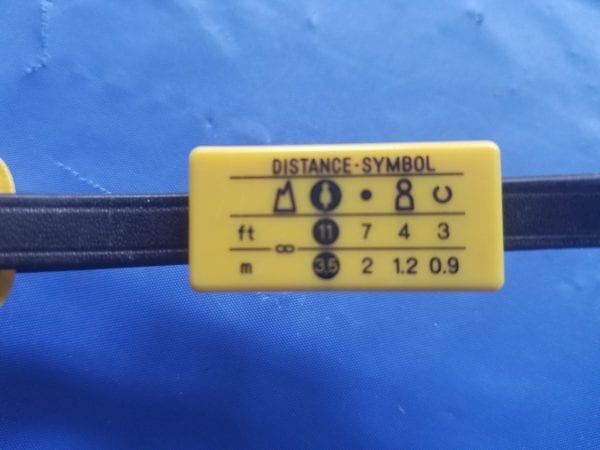 DISTANCE-SYMBOL
ft ∞ 11 7 4 3
m 3.5 2 1.2 0.9